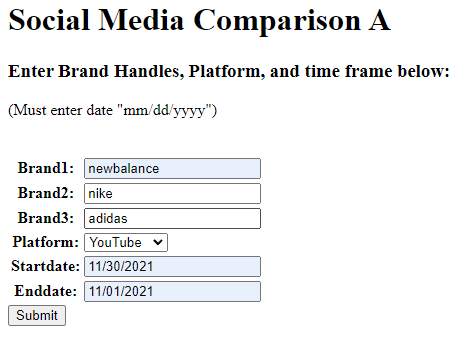 Social Media Comparison A
Enter Brand Handles, Platform, and time frame below:
(Must enter date "mm/dd/yyyy")
Brand1: newbalance
Brand2: nike
Brand3: adidas
Platform: YouTube
Startdate: 11/30/2021
Enddate: 11/01/2021
Submit